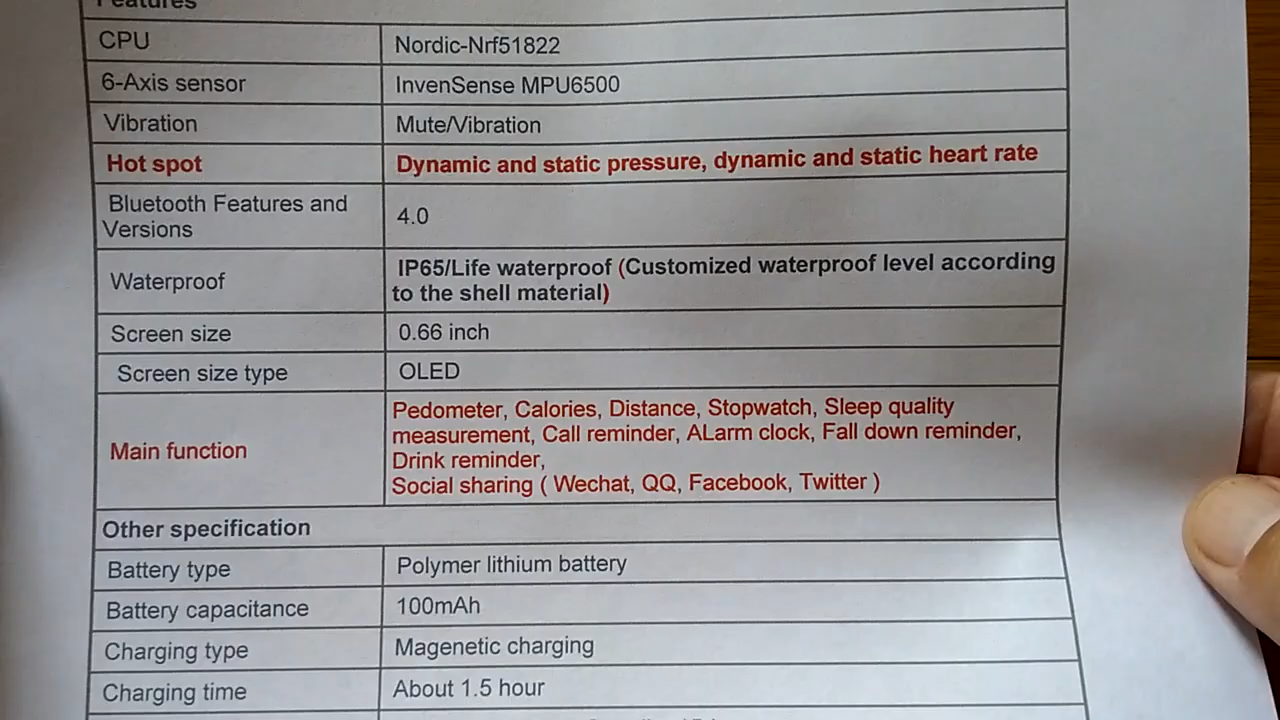 Features
CPU Nordic-Nrf51822
6-Axis sensor InvenSense MPU6500
Vibration Mute/Vibration
Hot spot Dynamic and static pressure, dynamic and static heart rate
Bluetooth Features and
Versions
4.0
Waterproof
IP65/Life waterproof (Customized waterproof level according
to the shell material)
Screen size 0.66 inch
Screen size type OLED
Main function
Pedometer, Calories, Distance, Stopwatch, Sleep quality
measurement, Call reminder, ALarm clock, Fall down reminder,
Drink reminder,
Social sharing ( Wechat, QQ, Facebook, Twitter )
Other specification
Battery type Polymer lithium battery
Battery capacitance 100mAh
Charging type Magenetic charging
Charging time About 1.5 hour